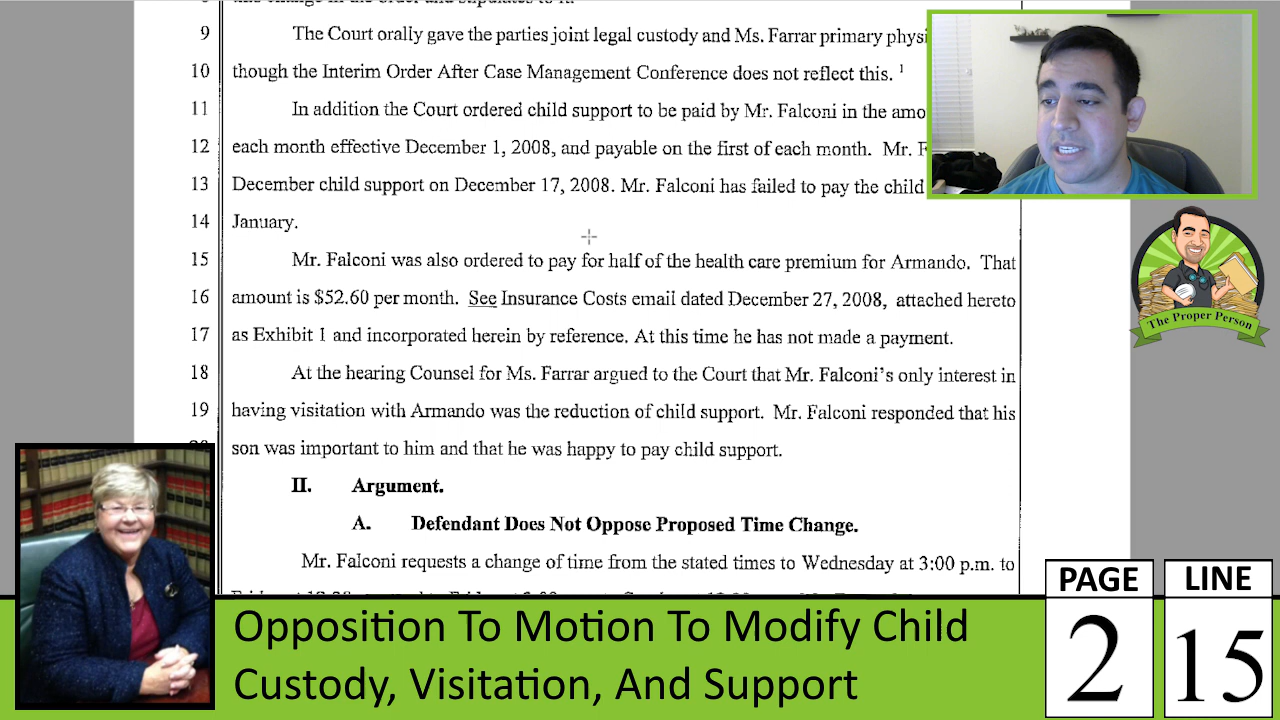 9 The Court orally gave the parties joint legal custody and Ms. Farrar primary
10 though the Interim Order After Case Management Conference does not reflect this. 1
11 In addition the Court ordered child support to be paid by Mr. Falconi in the
12 each month effective December 1, 2008, and payable on the first of each month. Mr.
13 December child support on December 17, 2008. Mr. Falconi has failed to pay the child
14 January.
15 Mr. Falconi was also ordered to pay for half of the health care premium for Armando. That
16 amount is $52.60 per month. See Insurance Costs email dated December 27, 2008, attached hereto
17 as Exhibit 1 and incorporated herein by reference. At this time he has not made a payment.
18 At the hearing Counsel for Ms. Farrar argued to the Court that Mr. Falconi's only interest in
19 having visitation with Armando was the reduction of child support. Mr. Falconi responded that his
son was important to him and that he was happy to pay child support.
II. Argument.
A. Defendant Does Not Oppose Proposed Time Change.
Mr. Falconi requests a change of time from the stated times to Wednesday at 3:00 p.m. to
The Proper Person
Opposition To Motion To Modify Child
Custody, Visitation, And Support
PAGE
2
LINE
15